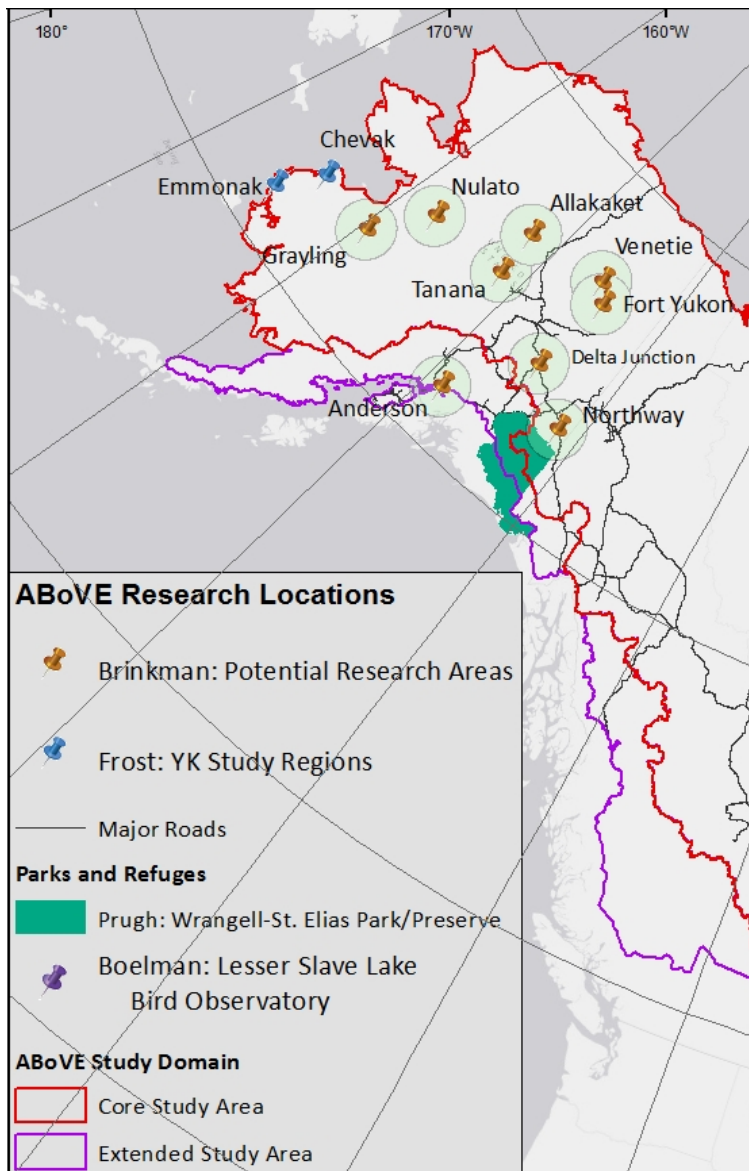 180°
170°W
160°W
Chevak
Emmonak
Nulato
Allakaket
Grayling
Venetie
Tanana
Fort Yukon
Delta Junction
Anderson
Northway
ABoVE Research Locations
Brinkman: Potential Research Areas
Frost: YK Study Regions
Major Roads
Parks and Refuges
Prugh: Wrangell-St. Elias Park/Preserve
Boelman: Lesser Slave Lake
Bird Observatory
ABoVE Study Domain
Core Study Area
Extended Study Area